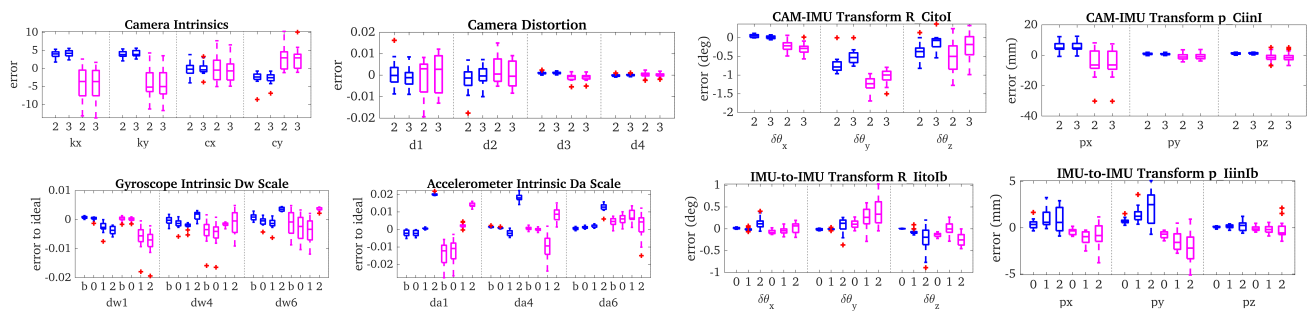 Camera Intrinsics
error
10
5
0
-5
-10
2 3 2 3 2 3 2 3 2 3 2 3 2 3 2 3
kx ky cx cy
Camera Distortion
error
0.02
0.01
0
-0.01
-0.02
2 3 2 3 2 3 2 3 2 3 2 3 2 3 2 3
d1 d2 d3 d4
CAM-IMU Transform R_CitoI
error (deg)
0
-0.5
-1
-1.5
-2
2 3 2 3 2 3 2 3 2 3 2 3
δθx δθy δθz
CAM-IMU Transform p_CiinI
error (mm)
20
0
-20
-40
2 3 2 3 2 3 2 3 2 3 2 3
px py pz
Gyroscope Intrinsic Dw Scale
error to ideal
0.01
0
-0.01
-0.02
b 0 1 2 b 0 1 2 b 0 1 2 b 0 1 2 b 0 1 2 b 0 1 2
dw1 dw4 dw6
Accelerometer Intrinsic Da Scale
error to ideal
0.02
0.01
0
-0.01
-0.02
b 0 1 2 b 0 1 2 b 0 1 2 b 0 1 2 b 0 1 2 b 0 1 2
da1 da4 da6
IMU-to-IMU Transform R_IitoIb
error (deg)
1
0.5
0
-0.5
-1
0 1 2 0 1 2 0 1 2 0 1 2 0 1 2 0 1 2
δθx δθy δθz
IMU-to-IMU Transform p_IiinIb
error (mm)
5
0
-5
0 1 2 0 1 2 0 1 2 0 1 2 0 1 2 0 1 2
px py pz